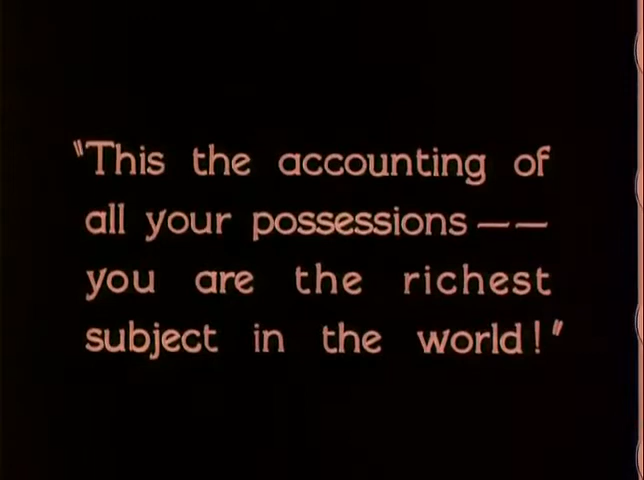 "This the accounting of
all your possessions — —
you are the richest
subject in the world!"